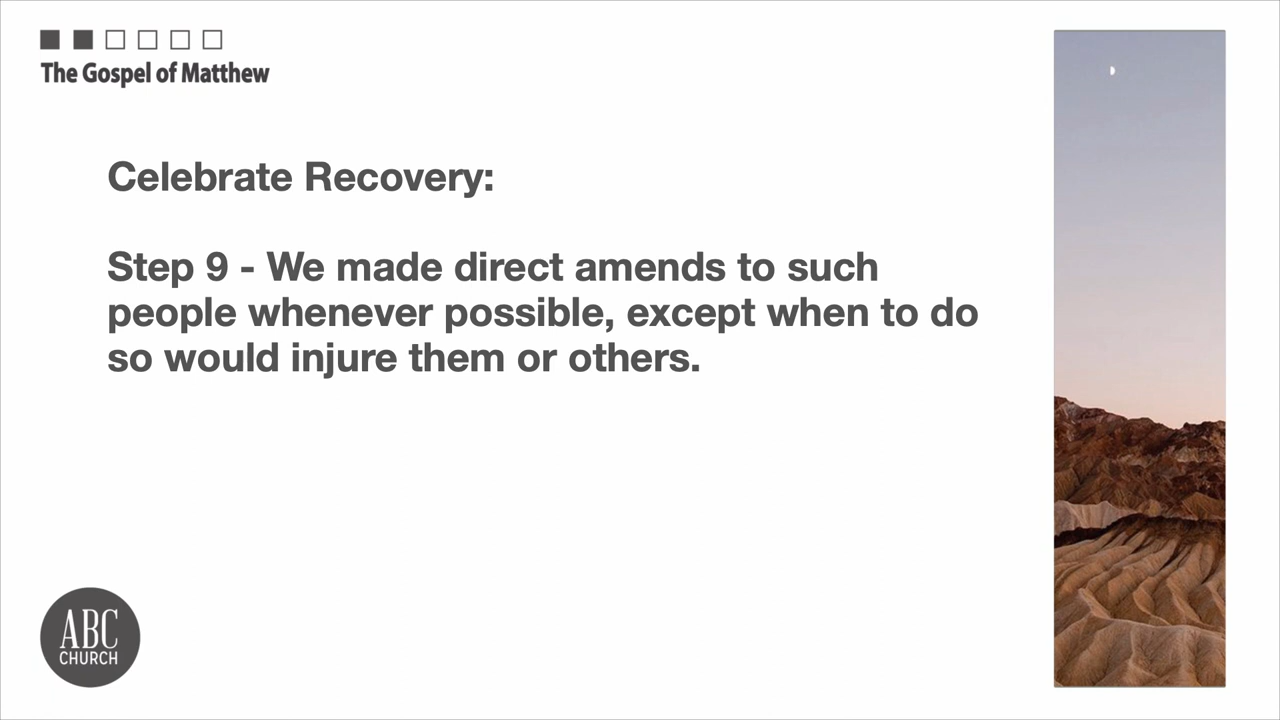 The Gospel of Matthew
Celebrate Recovery:
Step 9 - We made direct amends to such
people whenever possible, except when to do
so would injure them or others.
ABC
CHURCH